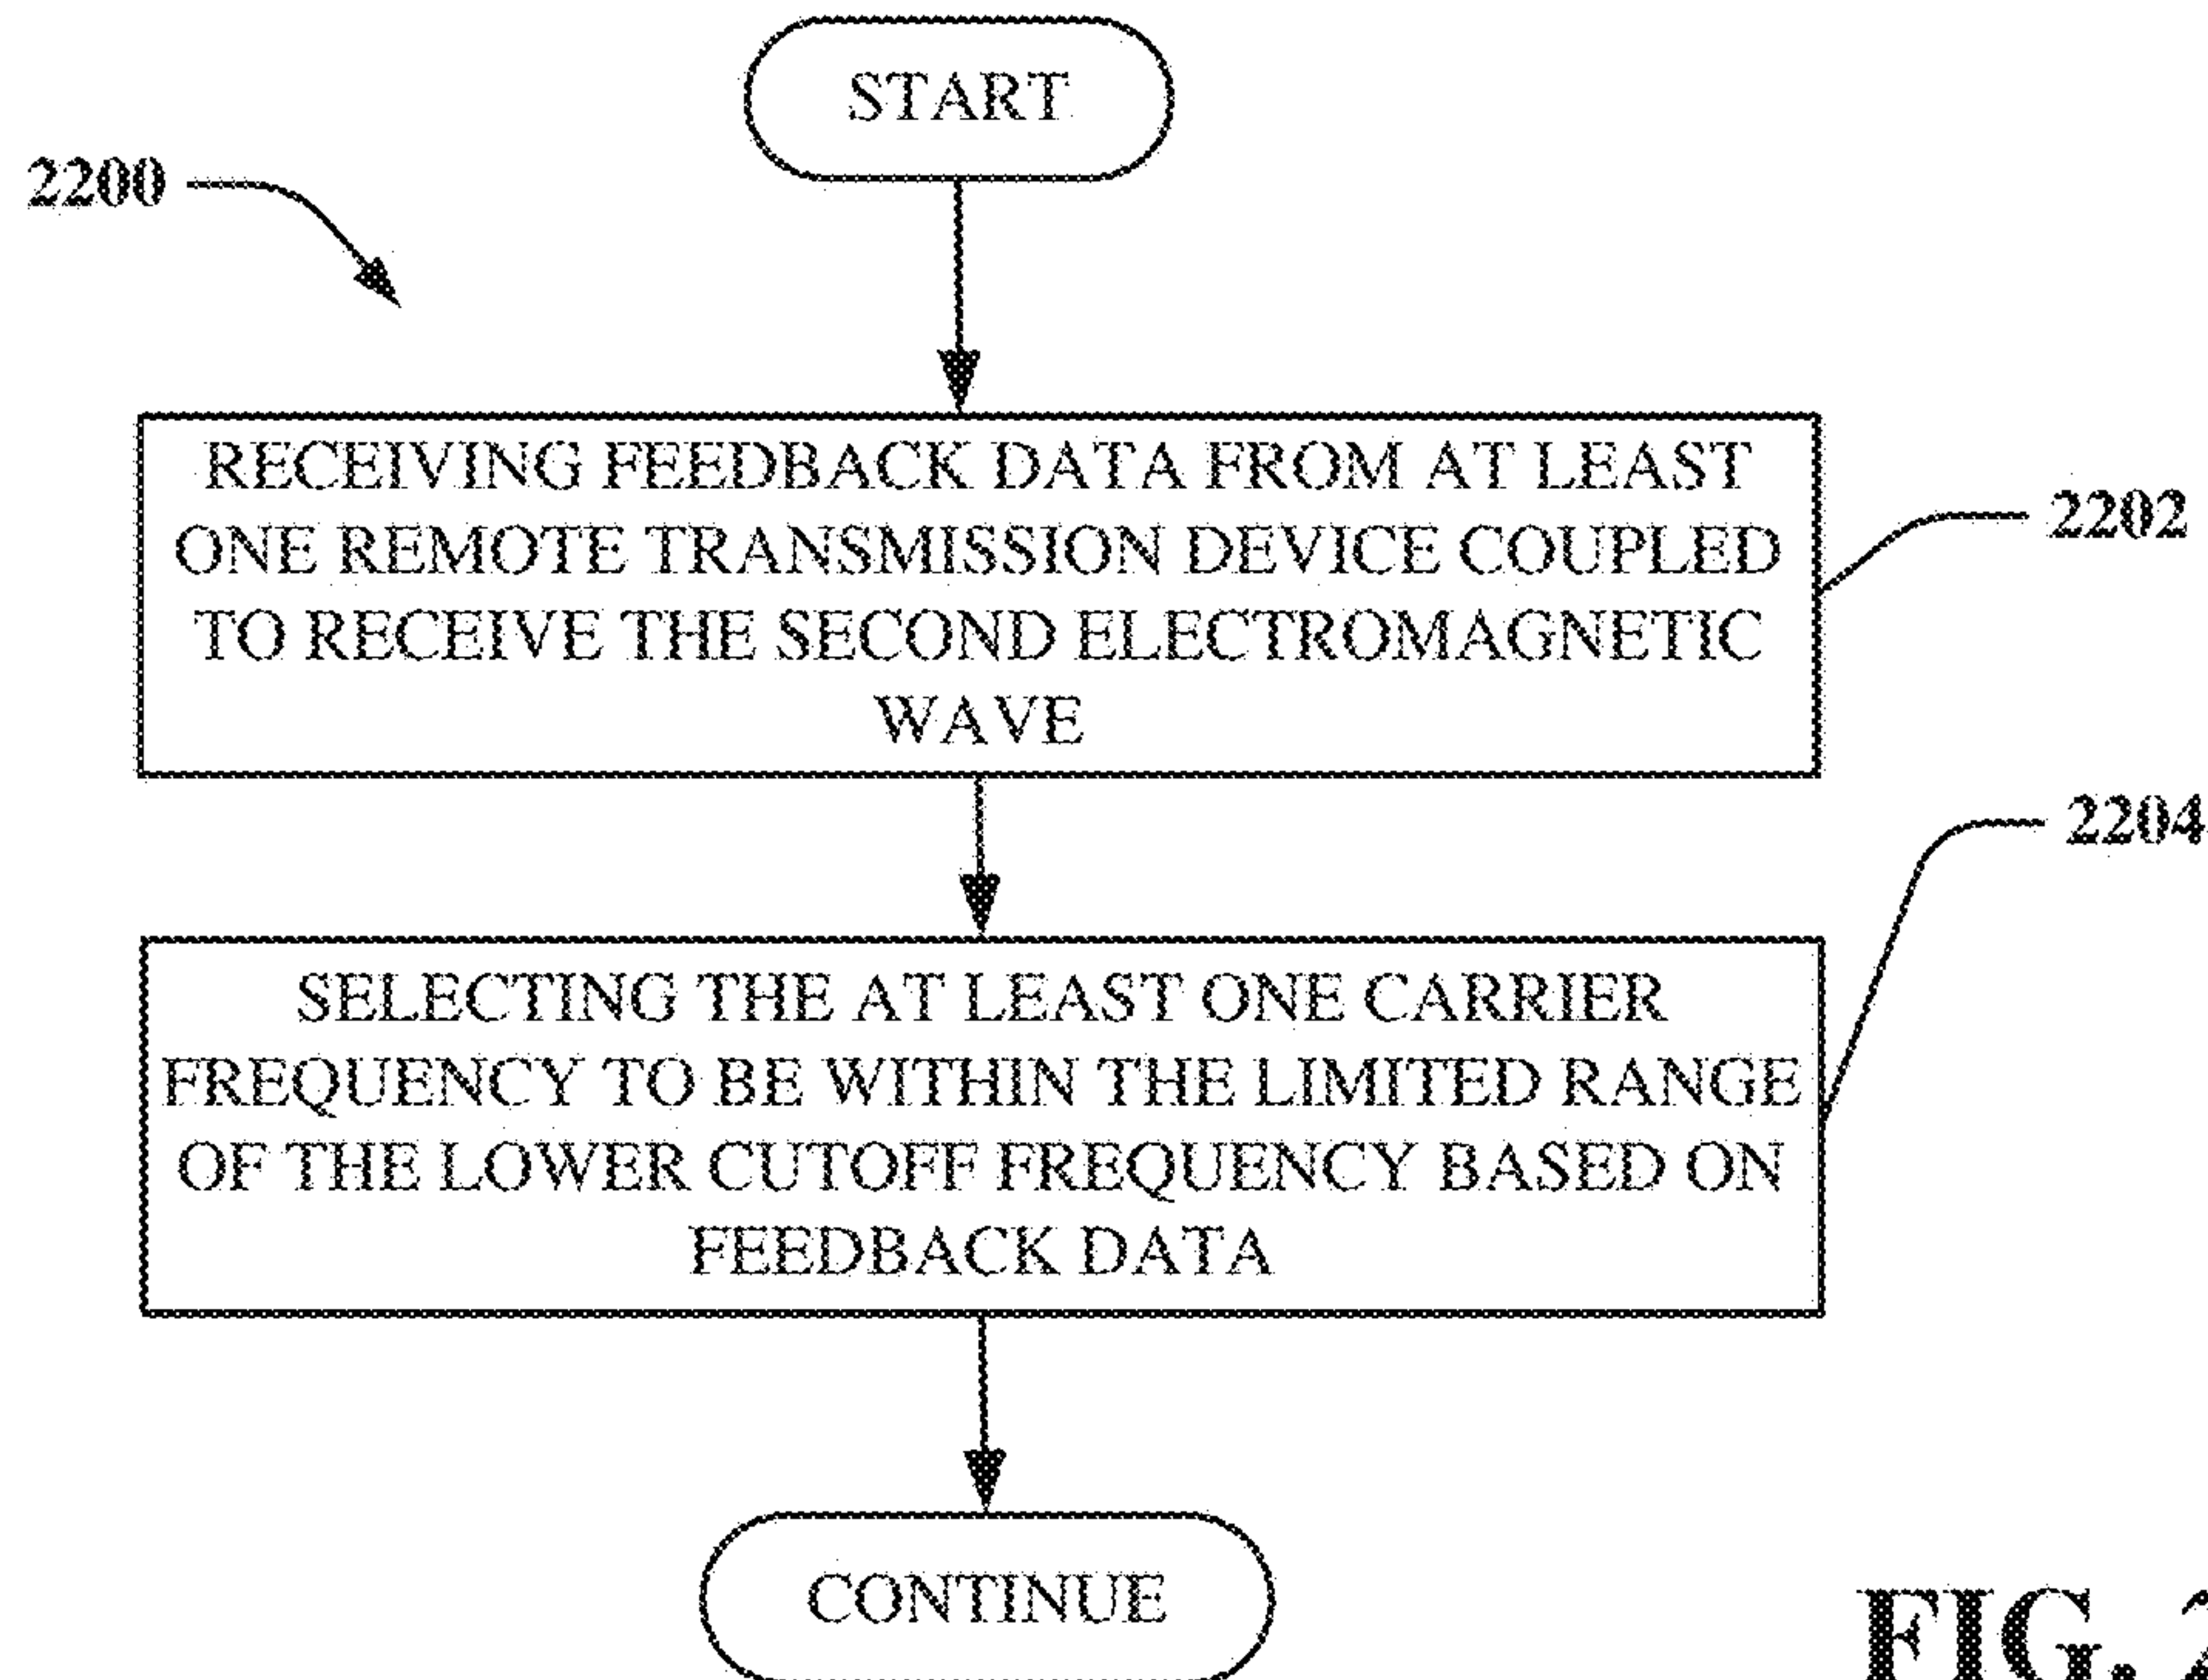 START
2200
RECEIVING FEEDBACK DATA FROM AT LEAST
ONE REMOTE TRANSMISSION DEVICE COUPLED
TO RECEIVE THE SECOND ELECTROMAGNETIC
WAVE
2202
2204
SELECTING THE AT LEAST ONE CARRIER
FREQUENCY TO BE WITHIN THE LIMITED RANGE
OF THE LOWER CUTOFF FREQUENCY BASED ON
FEEDBACK DATA
CONTINUE
FIG.